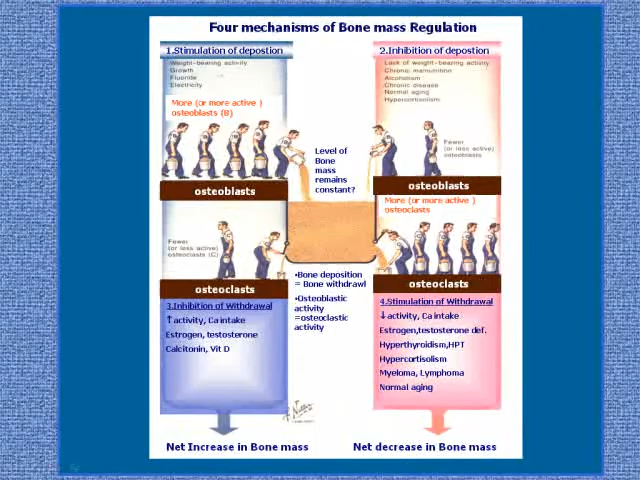 Four mechanisms of Bone mass Regulation
1.Stimulation of depostion
Weight-bearing activity
Growth
Fluoride
Electricity
More (or more active )
osteoblasts (B)
osteoblasts
Fewer
(or less active)
osteoclasts (C)
osteoclasts
3.Inhibition of Withdrawal
↑activity, Ca intake
Estrogen, testosterone
Calcitonin, Vit D
Net Increase in Bone mass
Level of
Bone
mass
remains
constant?
•Bone deposition
= Bone withdrawl
•Osteoblastic
activity
=osteoclastic
activity
2.Inhibition of depostion
Lack of weight-bearing activity
Chronic malnutrition
Alcoholism
Chronic disease
Normal aging
Hypercortisolism
Fewer
(or less active)
osteoblasts
osteoblasts
More (or more active )
osteoclasts
osteoclasts
4.Stimulation of Withdrawal
↓activity, Ca intake
Estrogen,testosterone def.
Hyperthyroidism,HPT
Hypercortisolism
Myeloma, Lymphoma
Normal aging
Net decrease in Bone mass